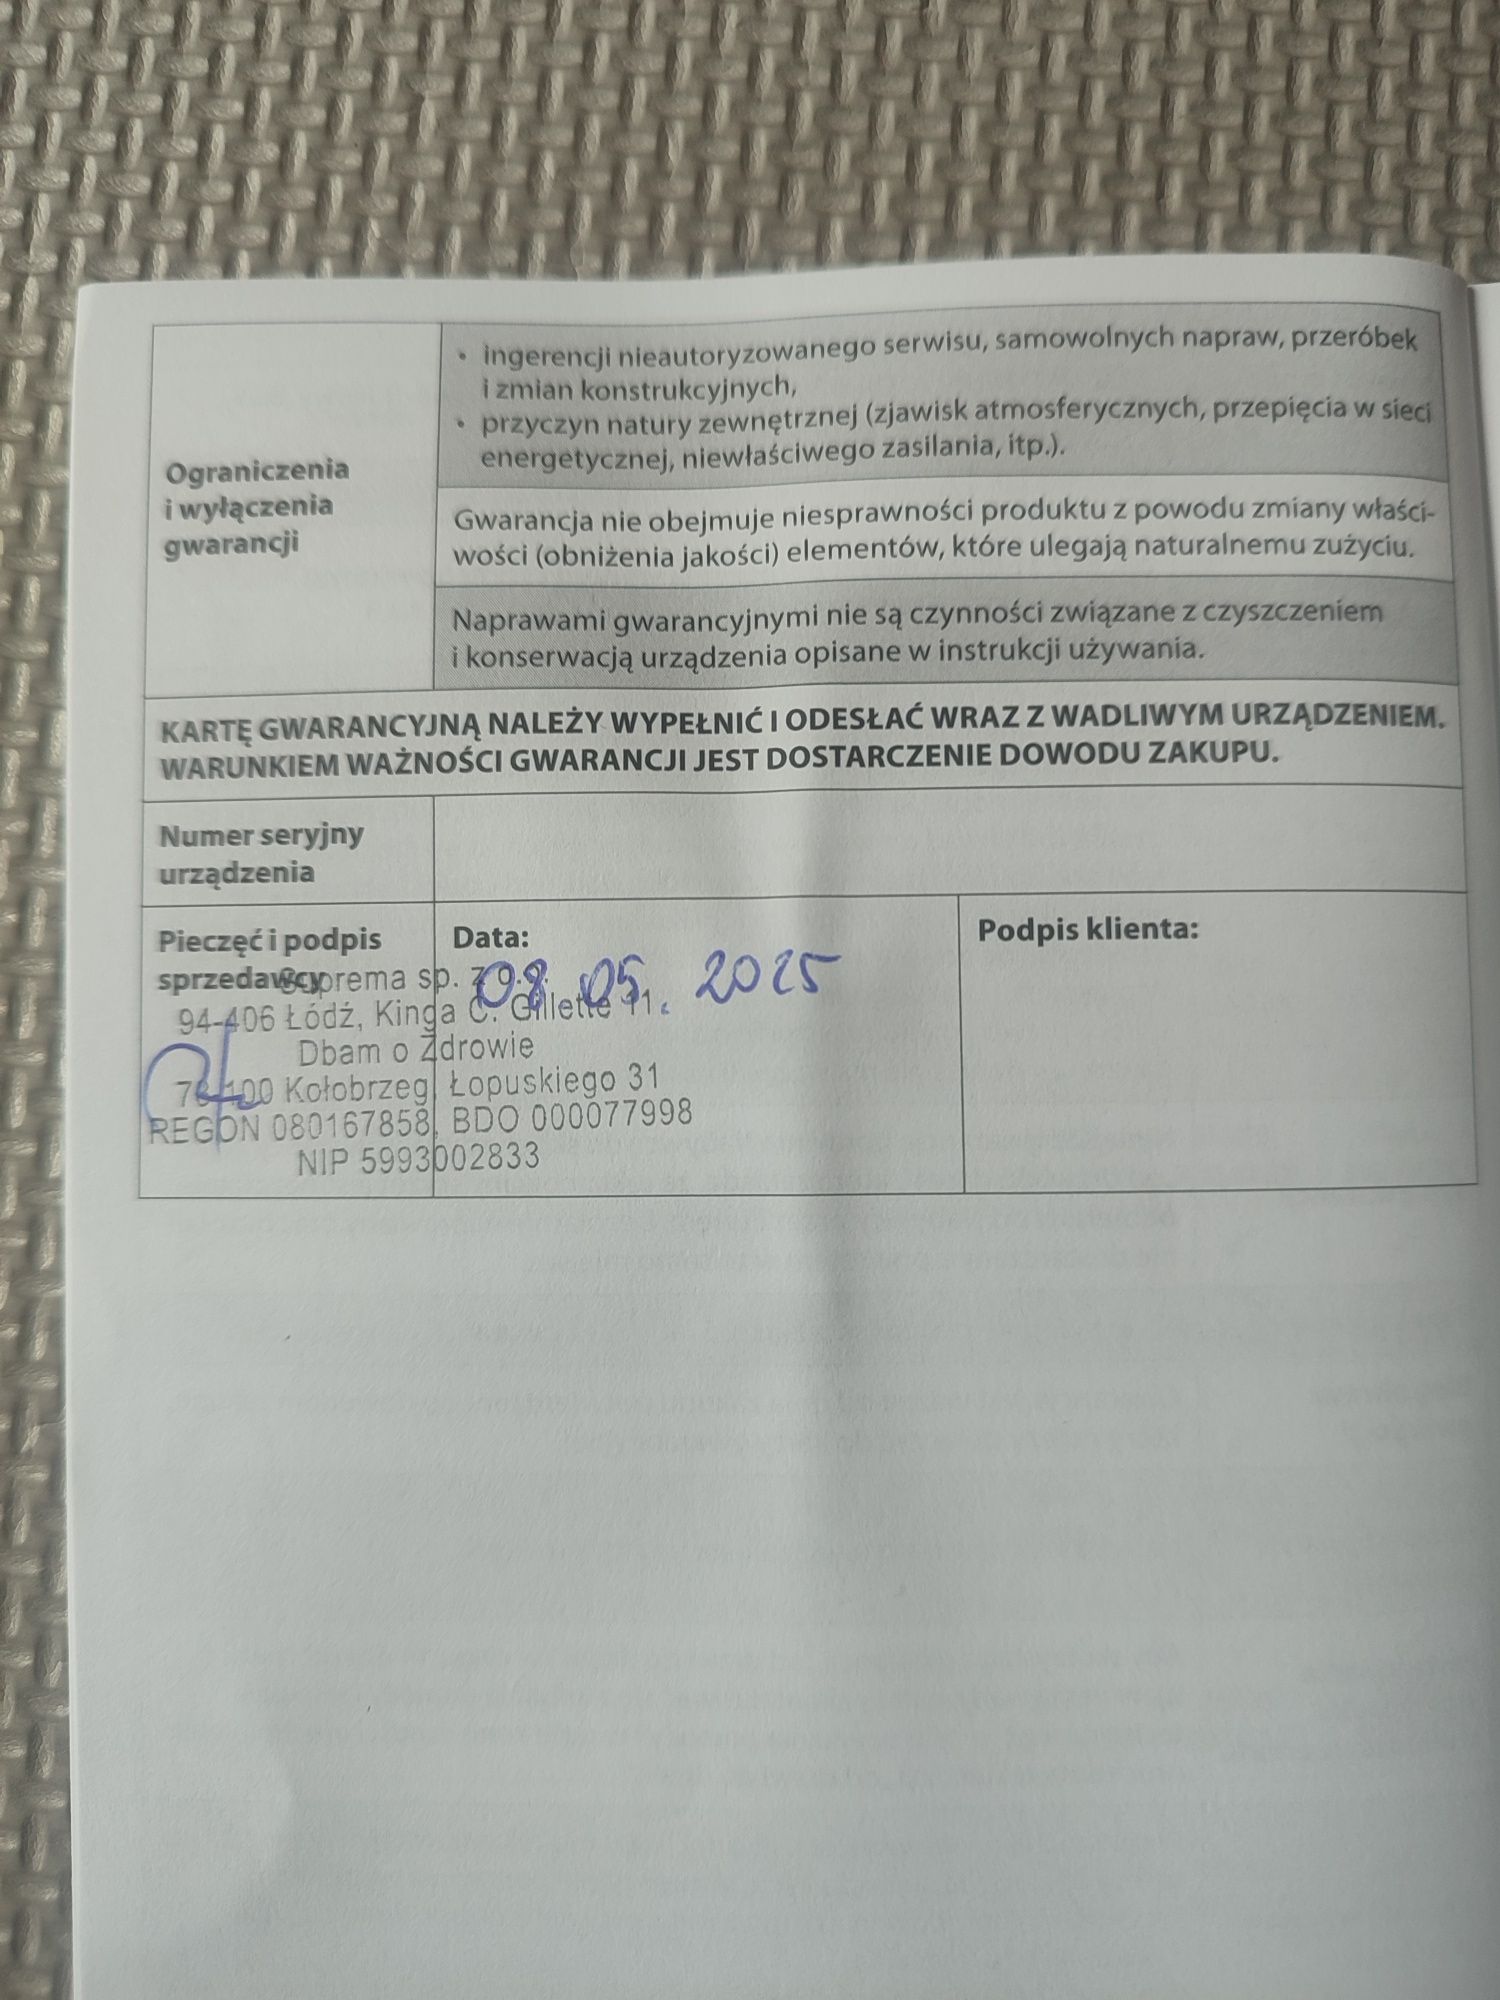 • ingerencji nieautoryzowanego serwisu, samowolnych napraw, przeróbek
i zmian konstrukcyjnych,
• przyczyn natury zewnętrznej (zjawisk atmosferycznych, przepięcia w sieci
energetycznej, niewłaściwego zasilania, itp.).
Ograniczenia
i wyłączenia
gwarancji
Gwarancja nie obejmuje niesprawności produktu z powodu zmiany właści-
wości (obniżenia jakości) elementów, które ulegają naturalnemu zużyciu.
Naprawami gwarancyjnymi nie są czynności związane z czyszczeniem
i konserwacją urządzenia opisane w instrukcji używania.
KARTĘ GWARANCYJNĄ NALEŻY WYPEŁNIĆ I ODESŁAĆ WRAZ Z WADLIWYM URZĄDZENIEM.
WARUNKIEM WAŻNOŚCI GWARANCJI JEST DOSTARCZENIE DOWODU ZAKUPU.
Numer seryjny
urządzenia
Pieczęć i podpis
sprzedawcy
Data:
08.05.2025
Podpis klienta:
Suprema sp. z o.o.
94-406 Łódź, Kinga C. Gillette 11.
Dbam o Zdrowie
78-100 Kołobrzeg, Łopuskiego 31
REGON 080167858, BDO 000077998
NIP 5993002833